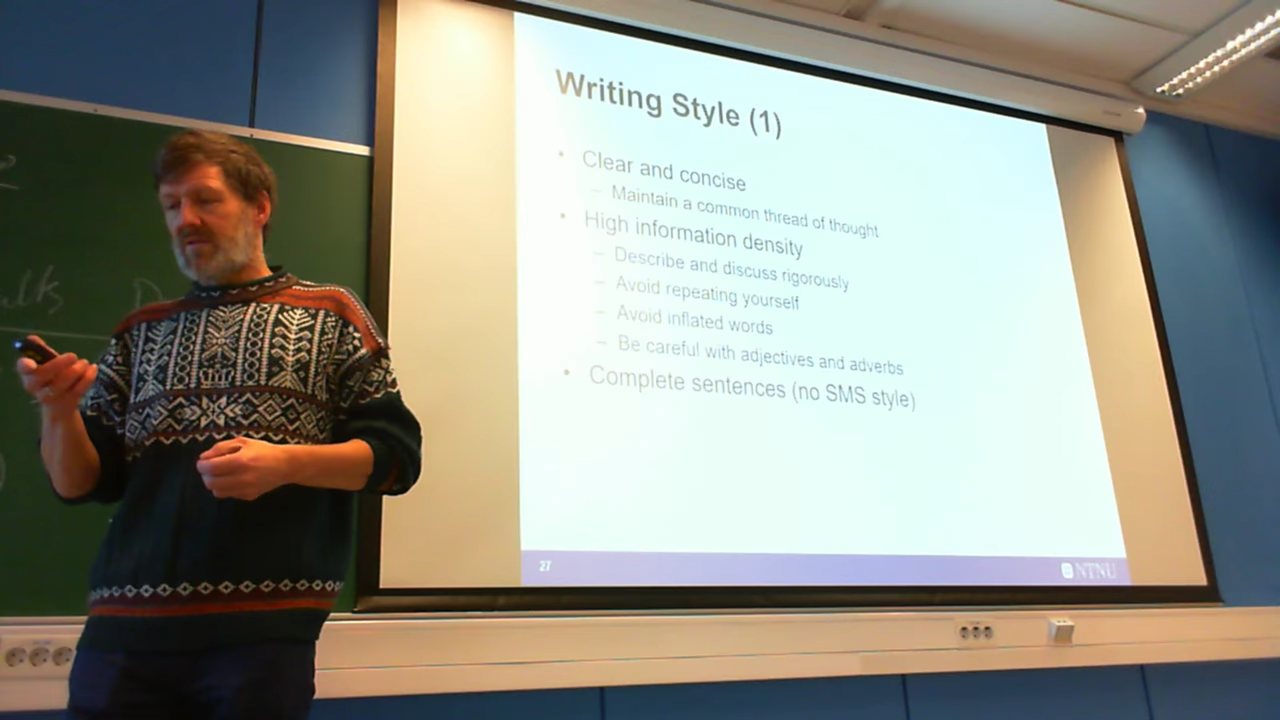 Writing Style (1)
• Clear and concise
– Maintain a common thread of thought
• High information density
– Describe and discuss rigorously
– Avoid repeating yourself
– Avoid inflated words
– Be careful with adjectives and adverbs
• Complete sentences (no SMS style)
27
NTNU